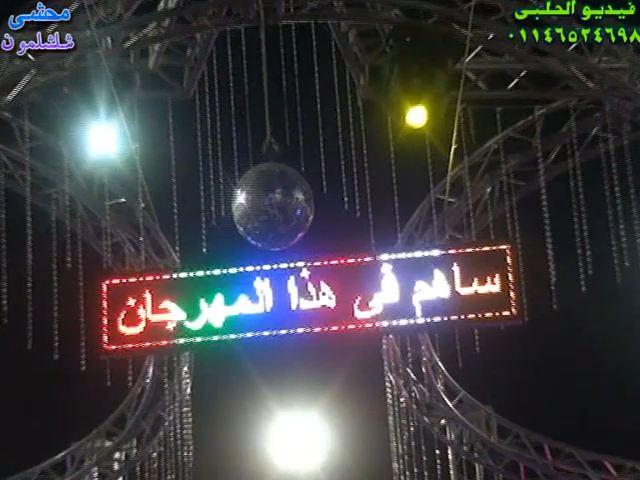 محشى
شلشلمون
فيديو الحلبى
٠١١٤٦٥٢٤٦٩٨
ساهم فى هذا المهرجان